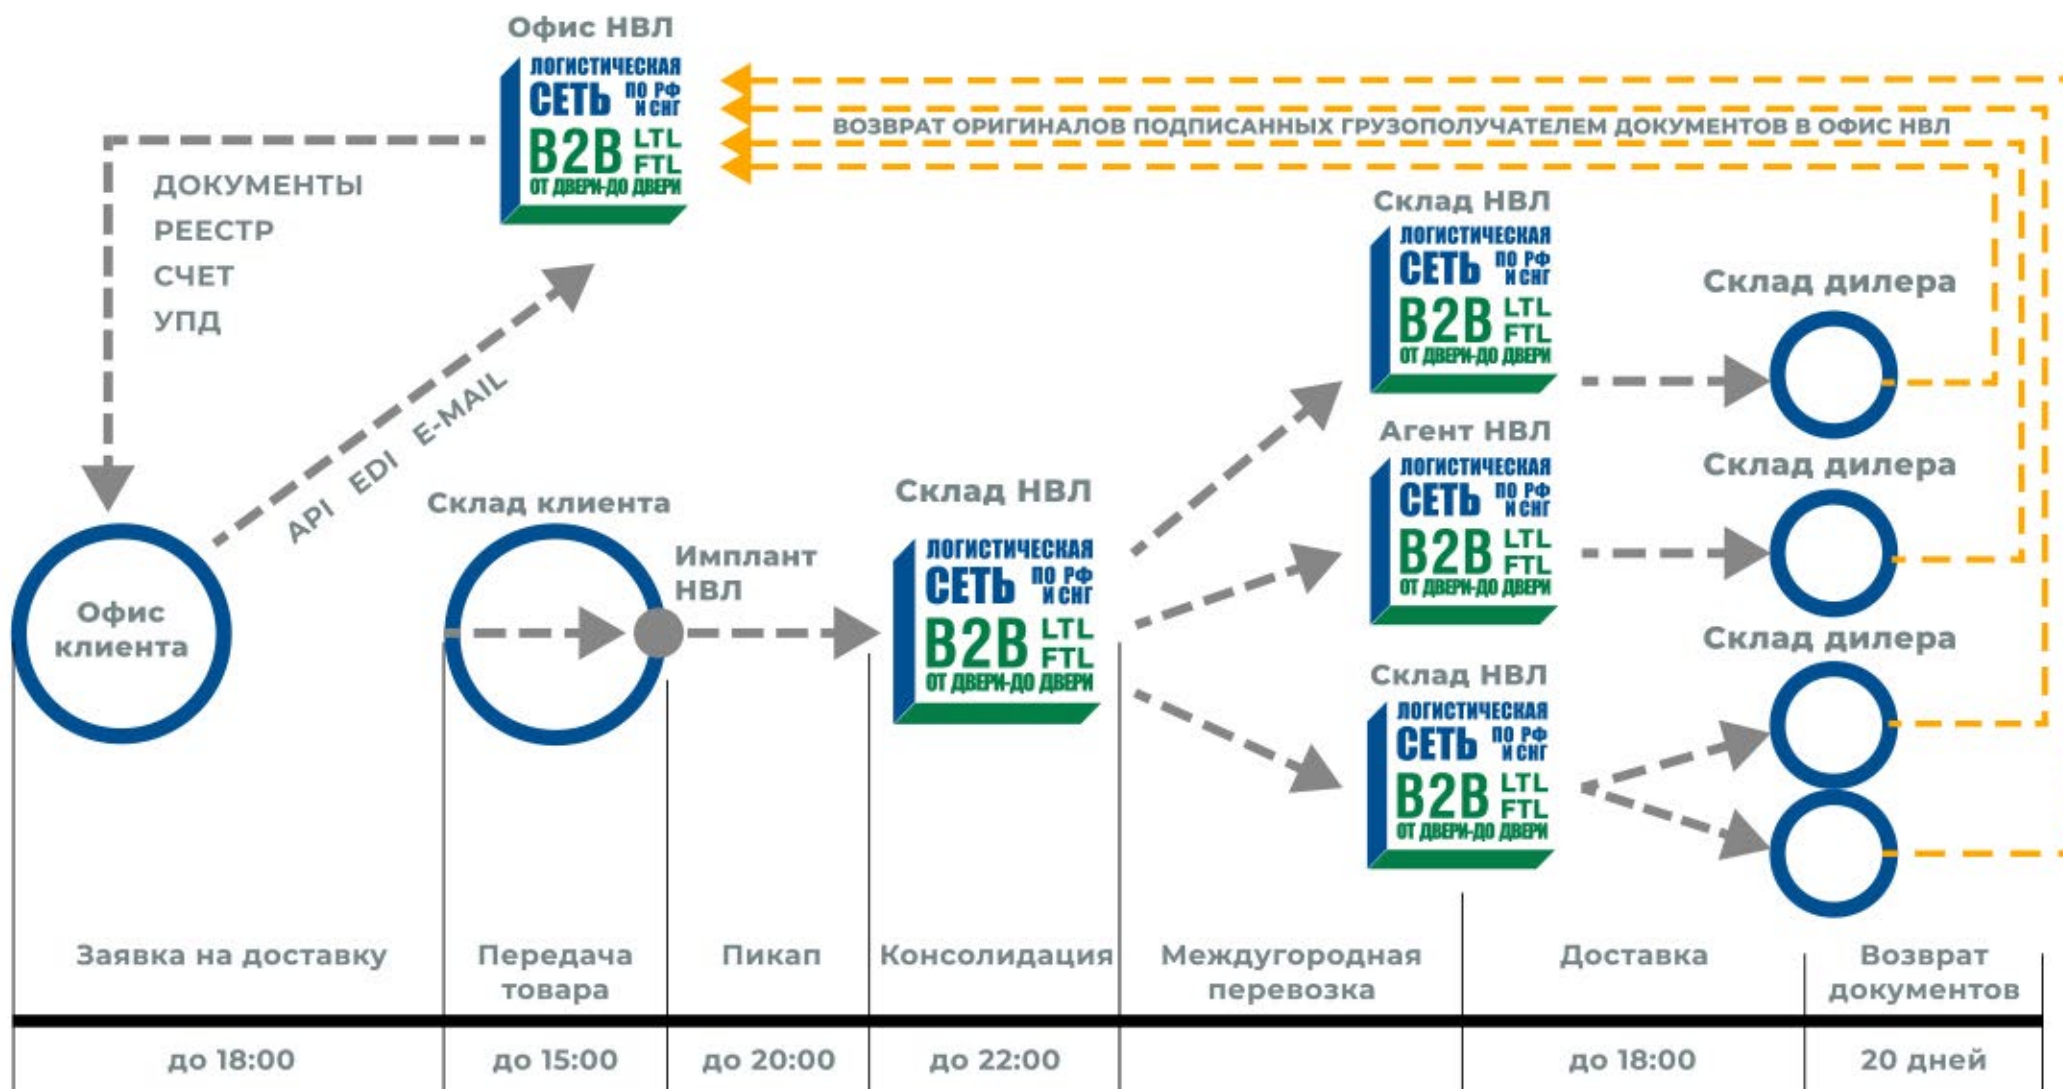 Офис НВЛ
ЛОГИСТИЧЕСКАЯ
СЕТЬ ПО РФ
И СНГ
B2B LTL
FTL
ОТ ДВЕРИ-ДО ДВЕРИ
ВОЗВРАТ ОРИГИНАЛОВ ПОДПИСАННЫХ ГРУЗОПОЛУЧАТЕЛЕМ ДОКУМЕНТОВ В ОФИС НВЛ
ДОКУМЕНТЫ
РЕЕСТР
СЧЕТ
УПД
API EDI E-MAIL
Офис
клиента
Склад клиента
Имплант
НВЛ
Склад НВЛ
ЛОГИСТИЧЕСКАЯ
СЕТЬ ПО РФ
И СНГ
B2B LTL
FTL
ОТ ДВЕРИ-ДО ДВЕРИ
Склад НВЛ
ЛОГИСТИЧЕСКАЯ
СЕТЬ ПО РФ
И СНГ
B2B LTL
FTL
ОТ ДВЕРИ-ДО ДВЕРИ
Склад дилера
Агент НВЛ
ЛОГИСТИЧЕСКАЯ
СЕТЬ ПО РФ
И СНГ
B2B LTL
FTL
ОТ ДВЕРИ-ДО ДВЕРИ
Склад дилера
Склад НВЛ
ЛОГИСТИЧЕСКАЯ
СЕТЬ ПО РФ
И СНГ
B2B LTL
FTL
ОТ ДВЕРИ-ДО ДВЕРИ
Склад дилера
Заявка на доставку
Передача
товара
Пикап
Консолидация
Междугородная
перевозка
Доставка
Возврат
документов
до 18:00
до 15:00
до 20:00
до 22:00
до 18:00
20 дней